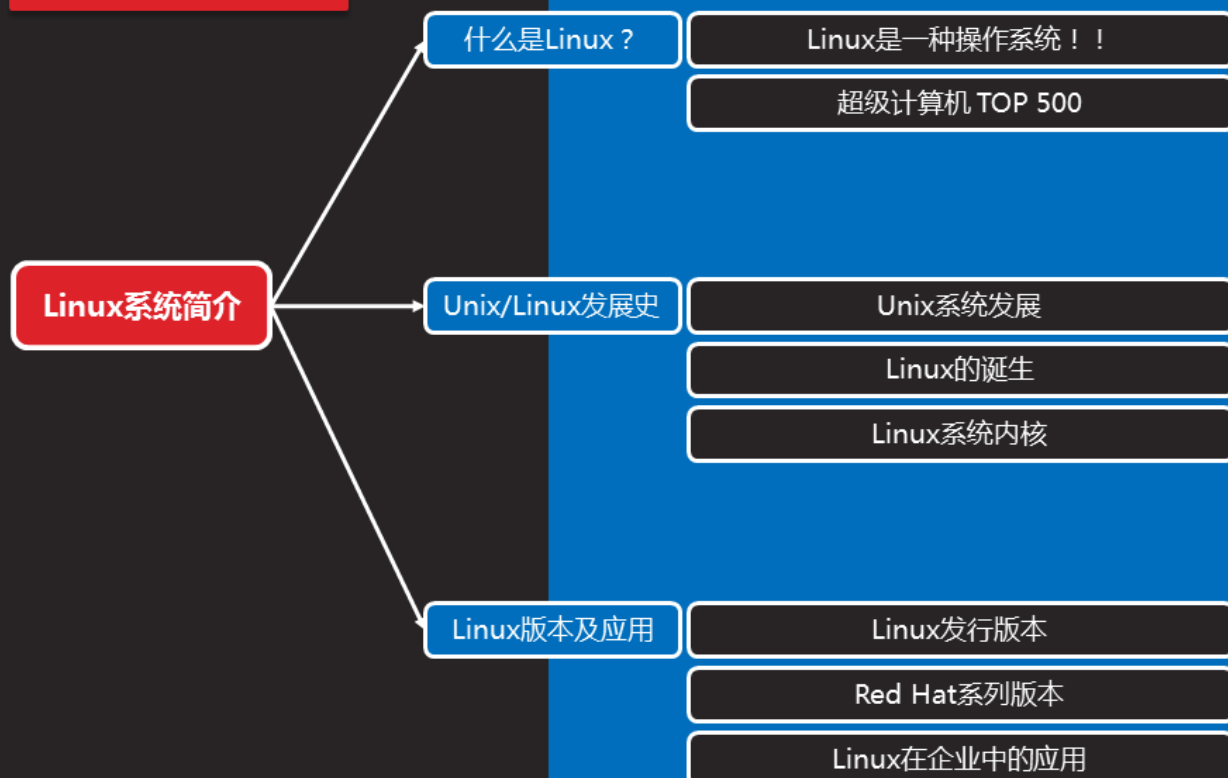 什么是Linux？
Linux是一种操作系统！！
超级计算机 TOP 500
Linux系统简介
Unix/Linux发展史
Unix系统发展
Linux的诞生
Linux系统内核
Linux版本及应用
Linux发行版本
Red Hat系列版本
Linux在企业中的应用